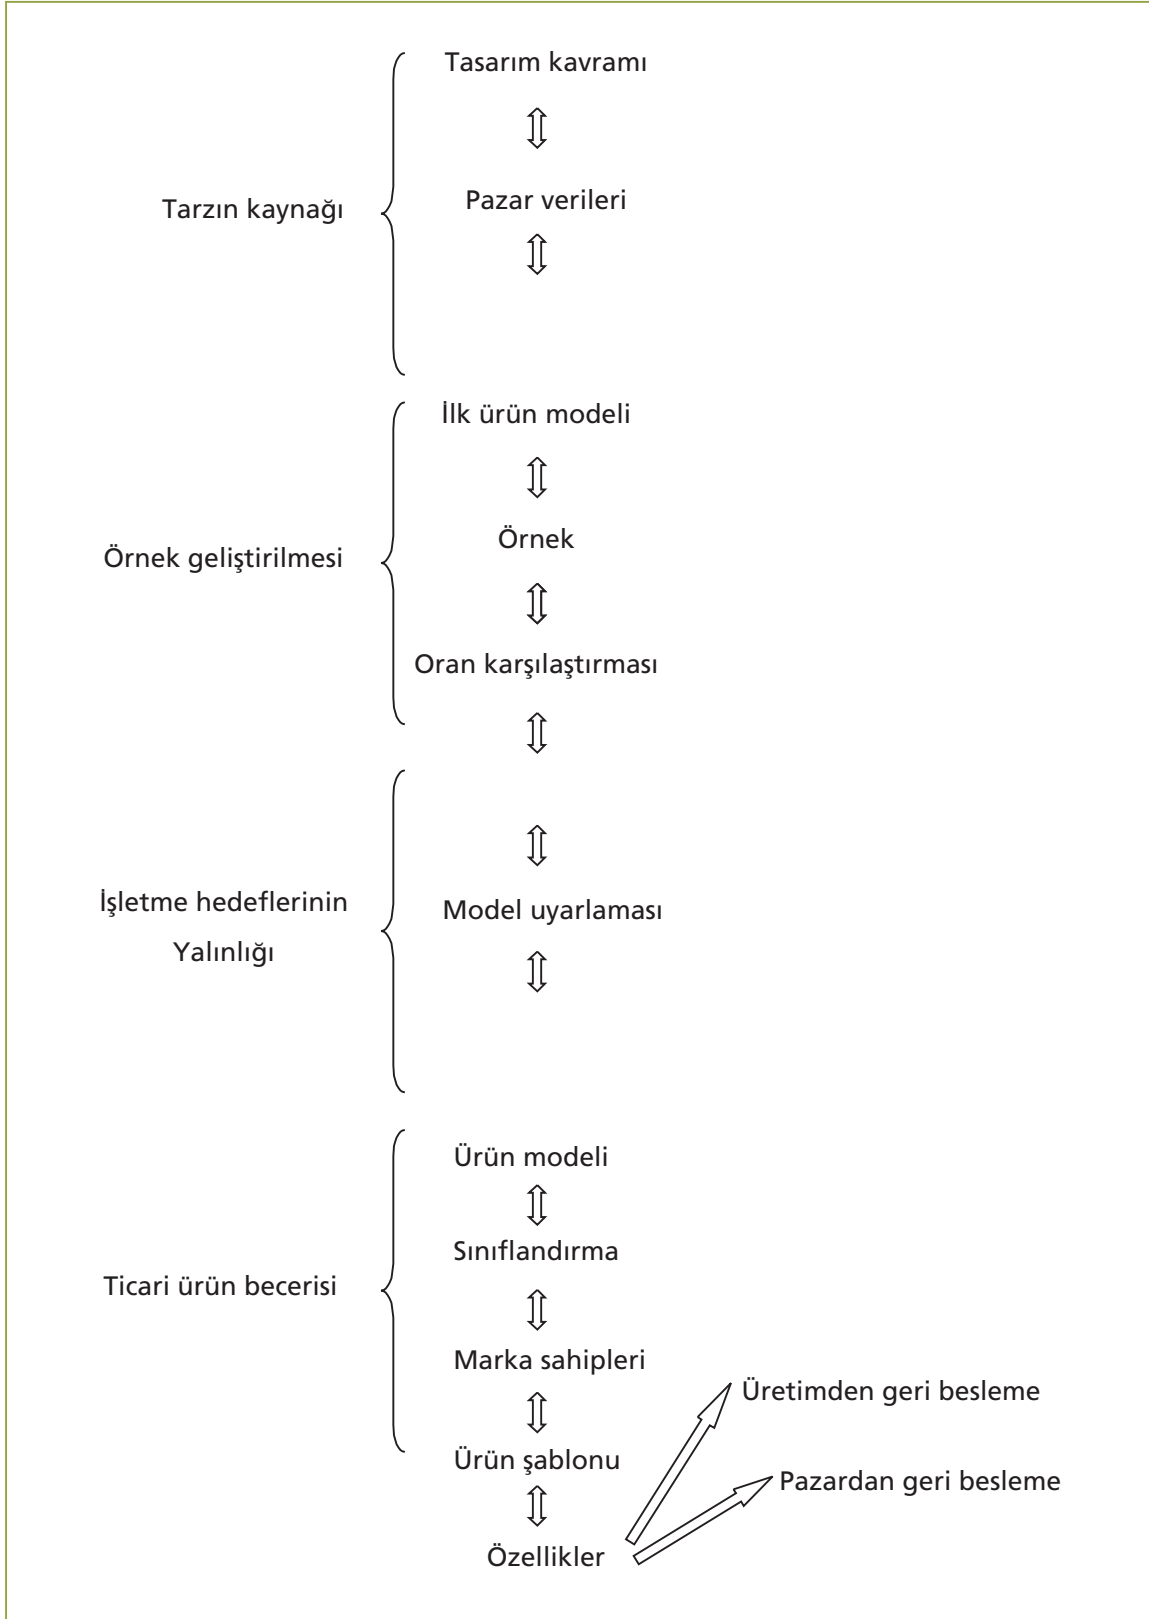 Tasarım kavramı
Tarzın kaynağı
Pazar verileri
İlk ürün modeli
Örnek geliştirilmesi
Örnek
Oran karşılaştırması
İşletme hedeflerinin
Yalınlığı
Model uyarlaması
Ürün modeli
Sınıflandırma
Ticari ürün becerisi
Marka sahipleri
Ürün şablonu
Özellikler
Üretimden geri besleme
Pazardan geri besleme